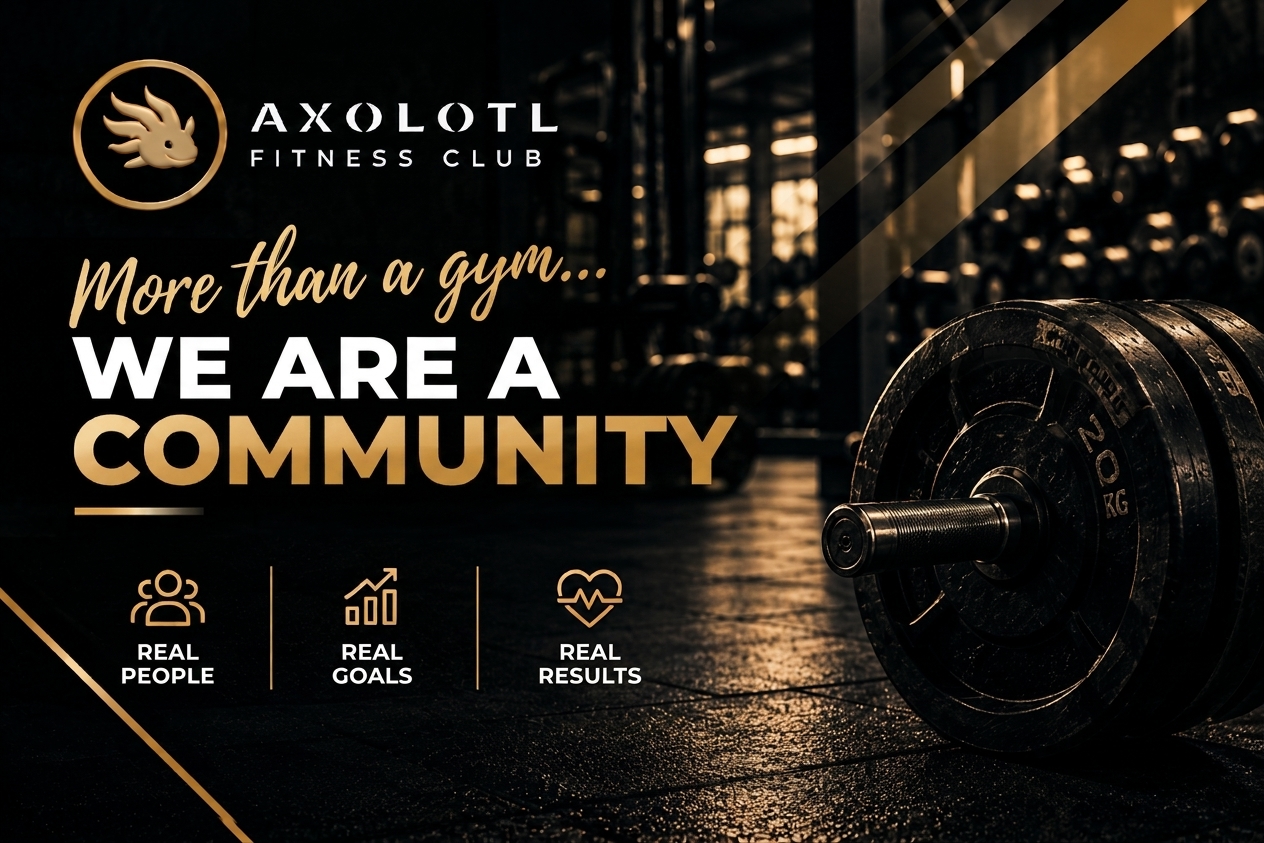 AXOLOTL
FITNESS CLUB
More than a gym...
WE ARE A
COMMUNITY
REAL
PEOPLE
REAL
GOALS
REAL
RESULTS
20
KG